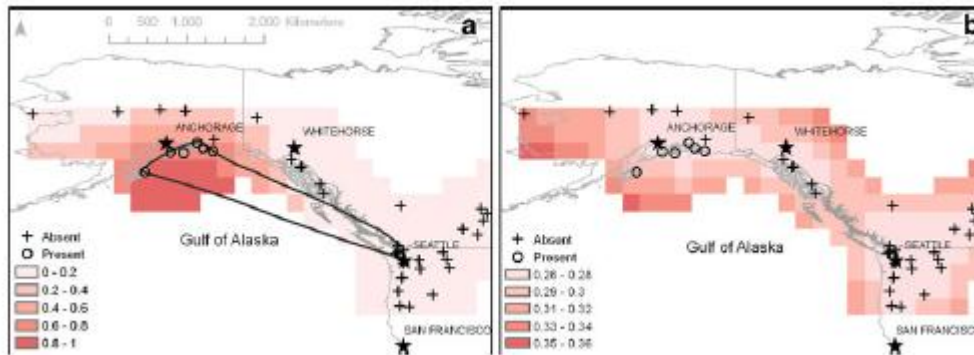 0 500 1.000 2.000 Kilometers
a
ANCHORAGE
WHITEHORSE
Gulf of Alaska
SEATTLE
SAN FRANCISCO
+ Absent
o Present
0 - 0.2
0.2 - 0.4
0.4 - 0.6
0.6 - 0.8
0.8 - 1
b
ANCHORAGE
WHITEHORSE
Gulf of Alaska
SEATTLE
SAN FRANCISCO
+ Absent
o Present
0.26 - 0.28
0.29 - 0.3
0.31 - 0.32
0.33 - 0.34
0.35 - 0.36